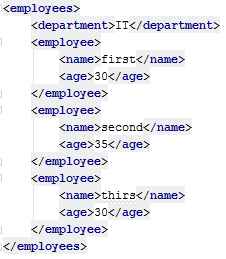 <employees>
    <department>IT</department>
    <employee>
        <name>first</name>
        <age>30</age>
    </employee>
    <employee>
        <name>second</name>
        <age>35</age>
    </employee>
    <employee>
        <name>thirs</name>
        <age>30</age>
    </employee>
</employees>